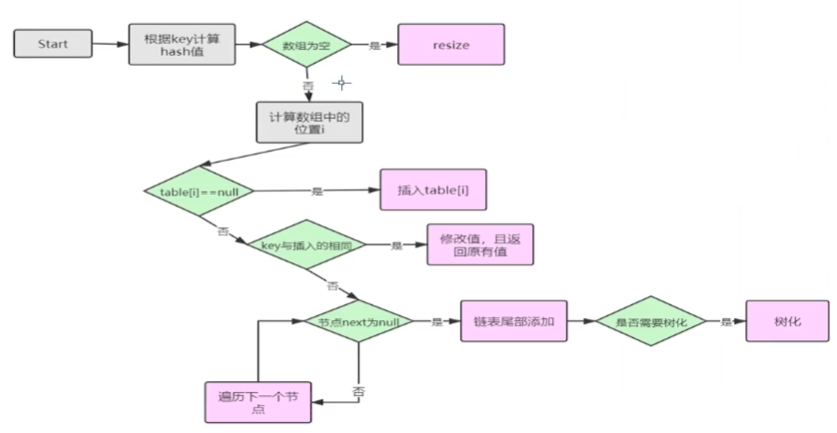 Start
根据key计算
hash值
数组为空
是
resize
否
计算数组中的
位置i
table[i]==null
是
插入table[i]
否
key与插入的相同
是
修改值，且返
回原有值
否
节点next为null
是
链表尾部添加
是否需要树化
是
树化
否
遍历下一个节
点